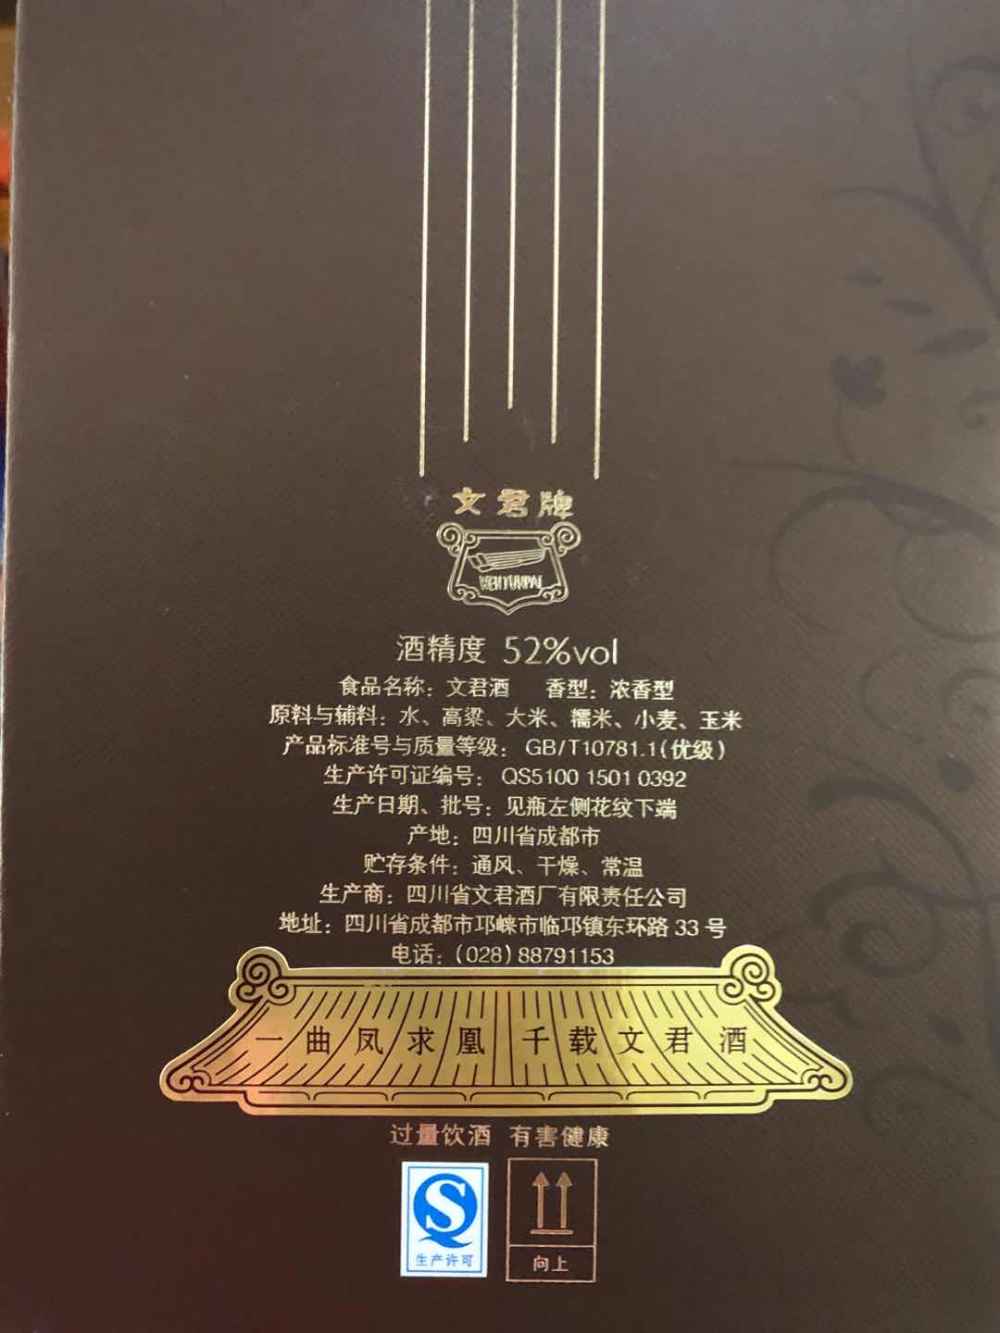 文君牌
WENJUNPAI
酒精度 52%vol
食品名称：文君酒 香型：浓香型
原料与辅料：水、高粱、大米、糯米、小麦、玉米
产品标准号与质量等级：GB/T10781.1(优级)
生产许可证编号：QS5100 1501 0392
生产日期、批号：见瓶左侧花纹下端
产地：四川省成都市
贮存条件：通风、干燥、常温
生产商：四川省文君酒厂有限责任公司
地址：四川省成都市邛崃市临邛镇东环路 33 号
电话：(028) 88791153
一曲凤求凰 千载文君酒
过量饮酒 有害健康
生产许可
向上